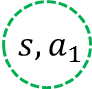 s, a₁